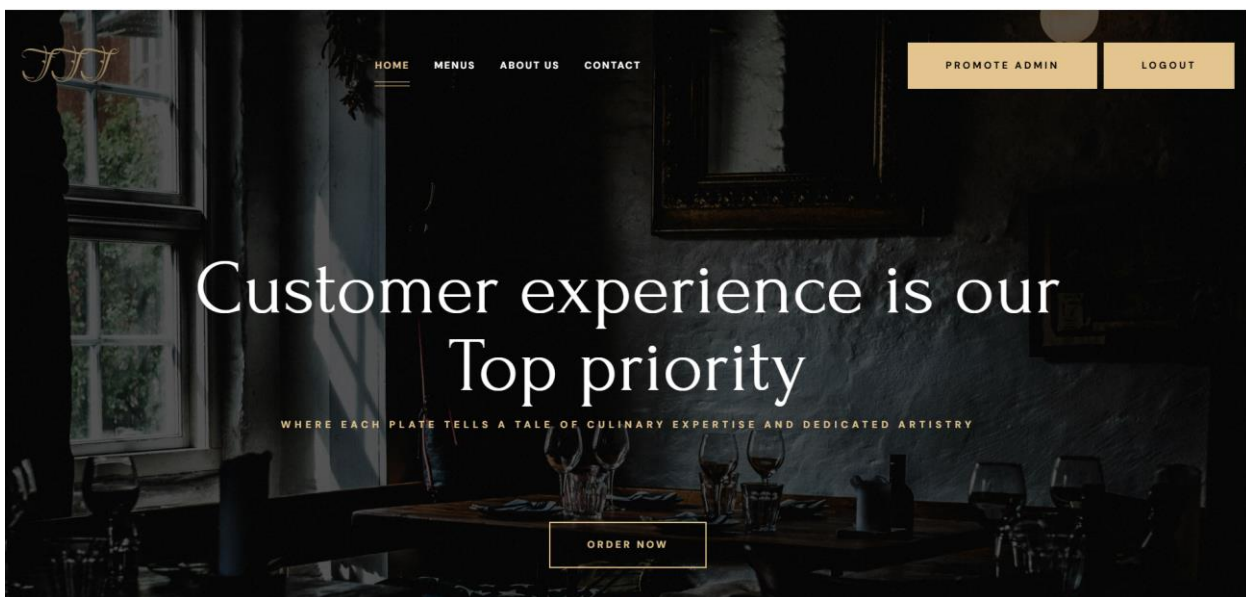 HOME MENUS ABOUT US CONTACT PROMOTE ADMIN LOGOUT
Customer experience is our
Top priority
WHERE EACH PLATE TELLS A TALE OF CULINARY EXPERTISE AND DEDICATED ARTISTRY
ORDER NOW